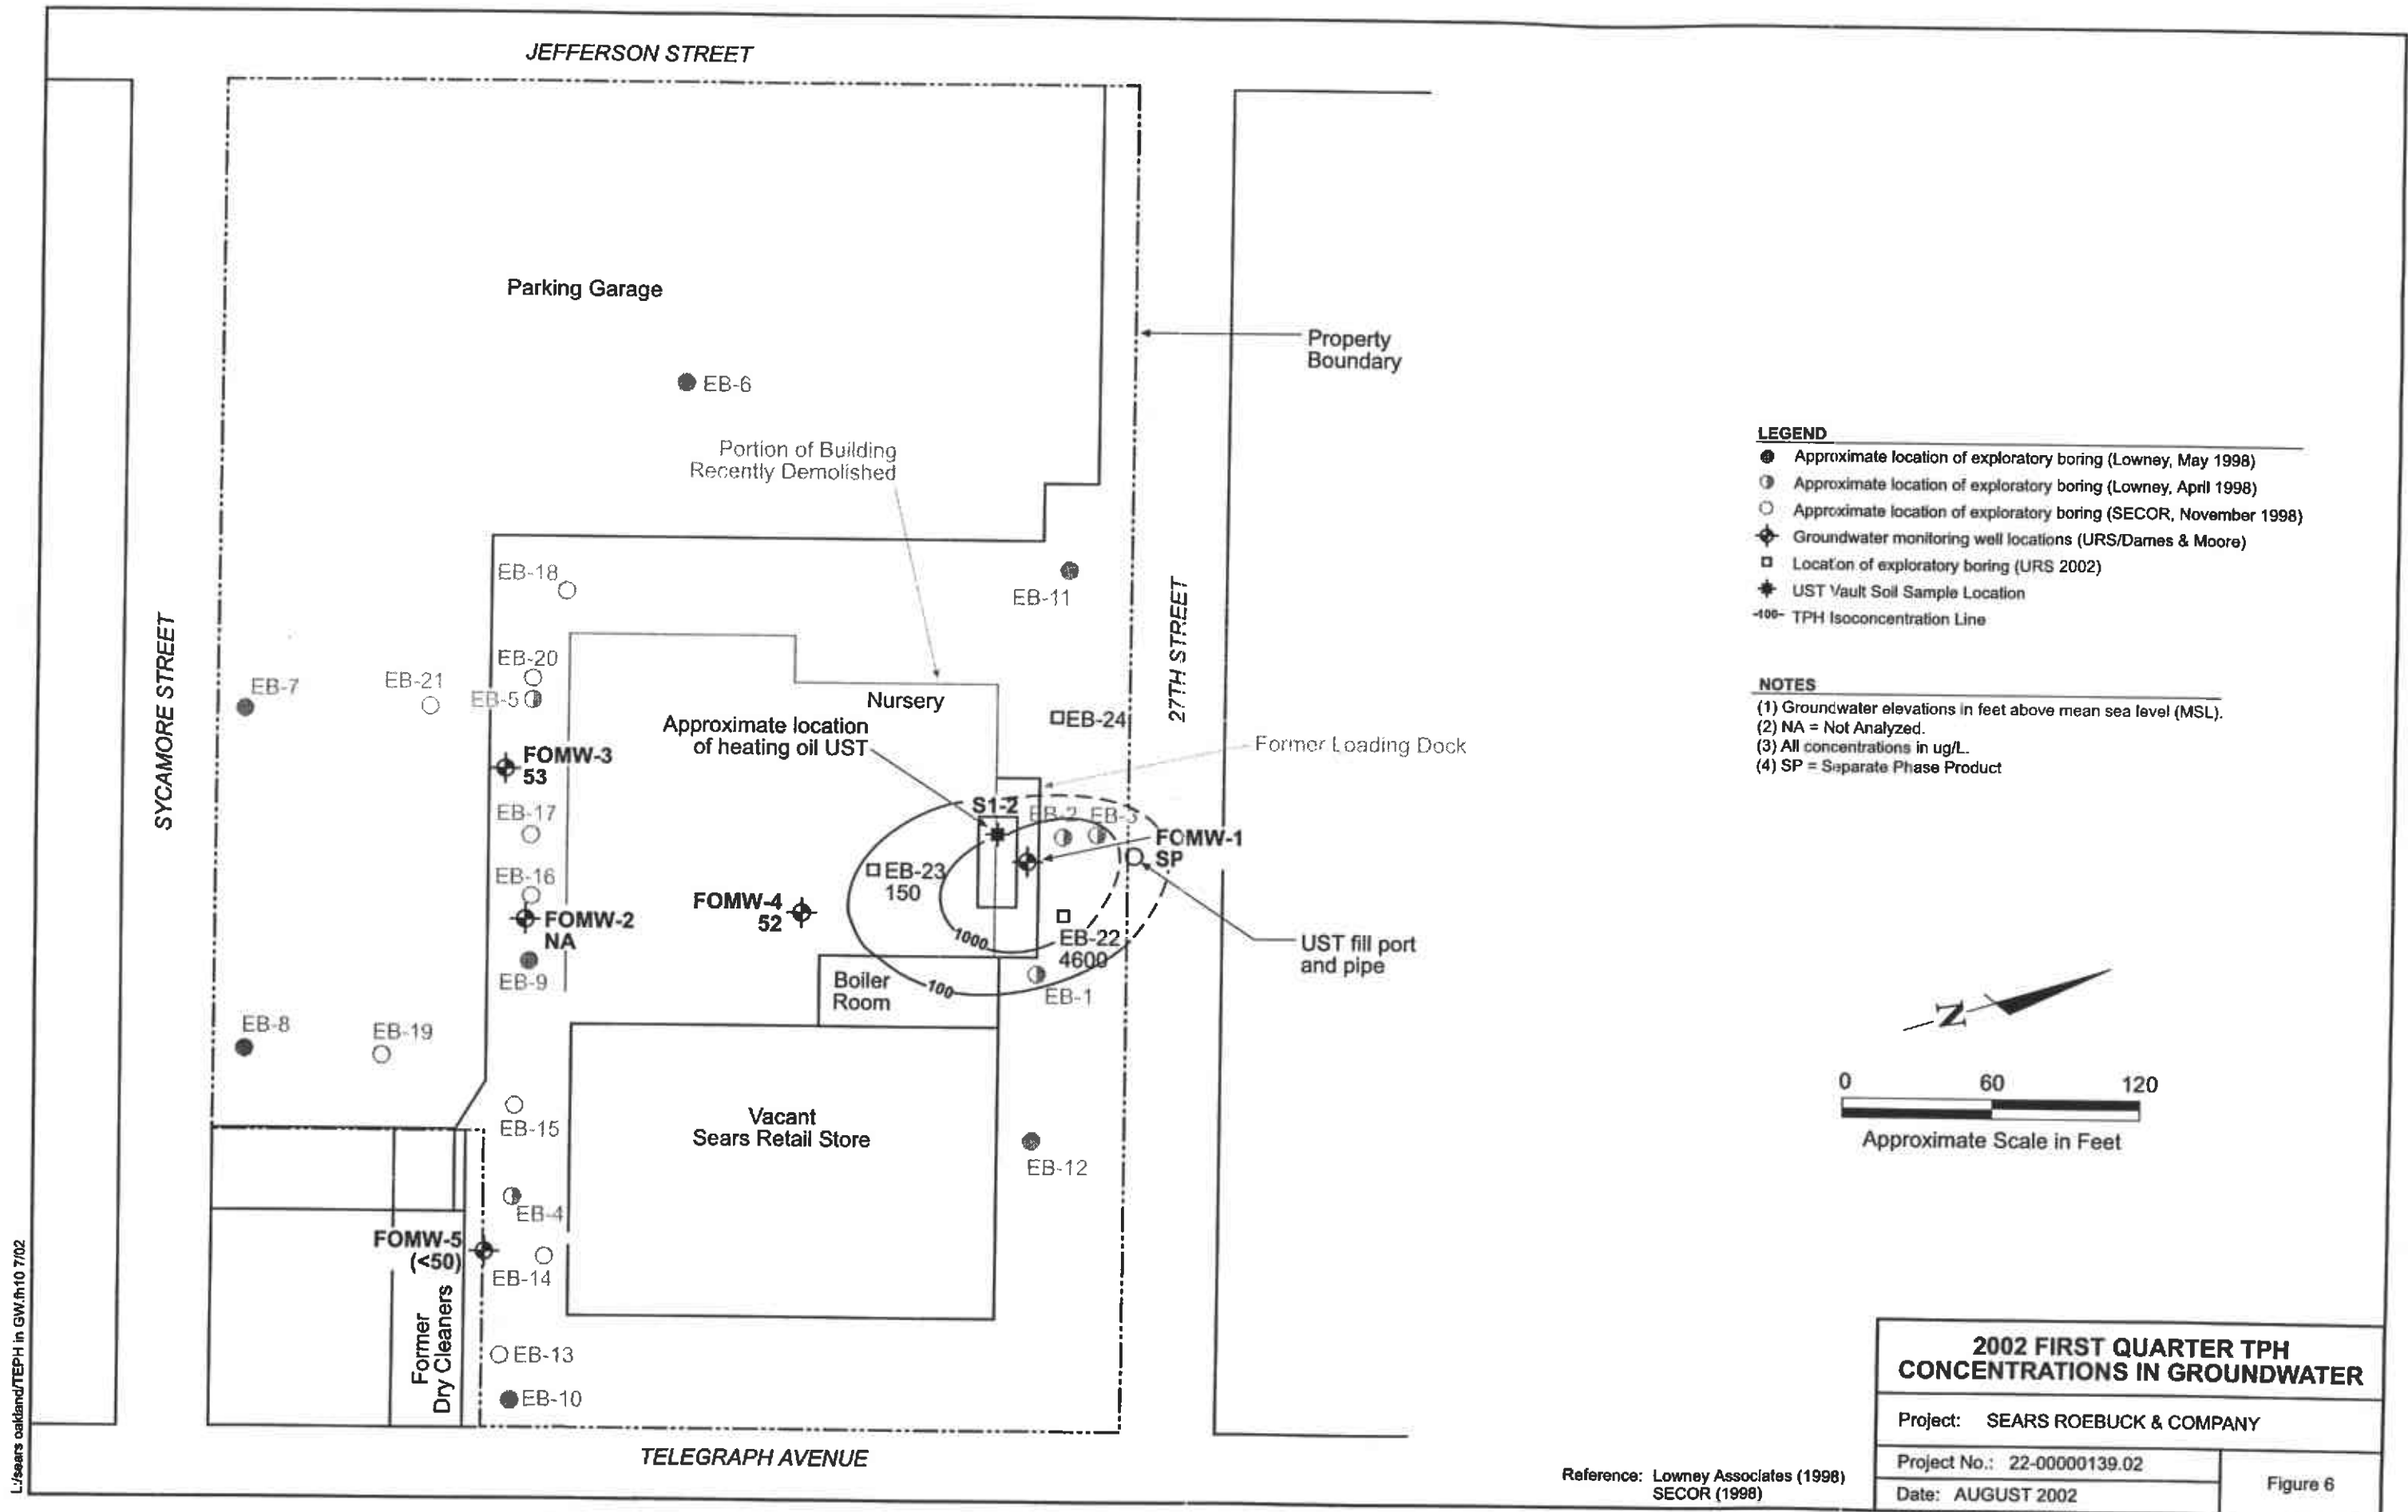 JEFFERSON STREET
Parking Garage
Property
Boundary
EB-6
Portion of Building
Recently Demolished
LEGEND
Approximate location of exploratory boring (Lowney, May 1998)
Approximate location of exploratory boring (Lowney, April 1998)
Approximate location of exploratory boring (SECOR, November 1998)
Groundwater monitoring well locations (URS/Dames & Moore)
Location of exploratory boring (URS 2002)
UST Vault Soil Sample Location
-100- TPH Isoconcentration Line
EB-18
EB-11
SYCAMORE STREET
27TH STREET
EB-20
EB-7
EB-21
EB-5
Nursery
EB-24
NOTES
(1) Groundwater elevations in feet above mean sea level (MSL).
(2) NA = Not Analyzed.
(3) All concentrations in ug/L.
(4) SP = Separate Phase Product
Approximate location
of heating oil UST
Former Loading Dock
FOMW-3
53
S1-2
EB-2
EB-3
EB-17
FOMW-1
SP
EB-23
150
EB-16
FOMW-4
52
FOMW-2
NA
1000
EB-22
4600
UST fill port
and pipe
EB-9
Boiler
Room
100
EB-1
N
EB-8
EB-19
0 60 120
Approximate Scale in Feet
EB-15
Vacant
Sears Retail Store
EB-12
EB-4
FOMW-5
(<50)
EB-14
Former
Dry Cleaners
EB-13
EB-10
TELEGRAPH AVENUE
L:/sears oakland/TEPH in GW.fh10 7/02
Reference: Lowney Associates (1998)
SECOR (1998)
2002 FIRST QUARTER TPH
CONCENTRATIONS IN GROUNDWATER
Project: SEARS ROEBUCK & COMPANY
Project No.: 22-00000139.02
Date: AUGUST 2002
Figure 6